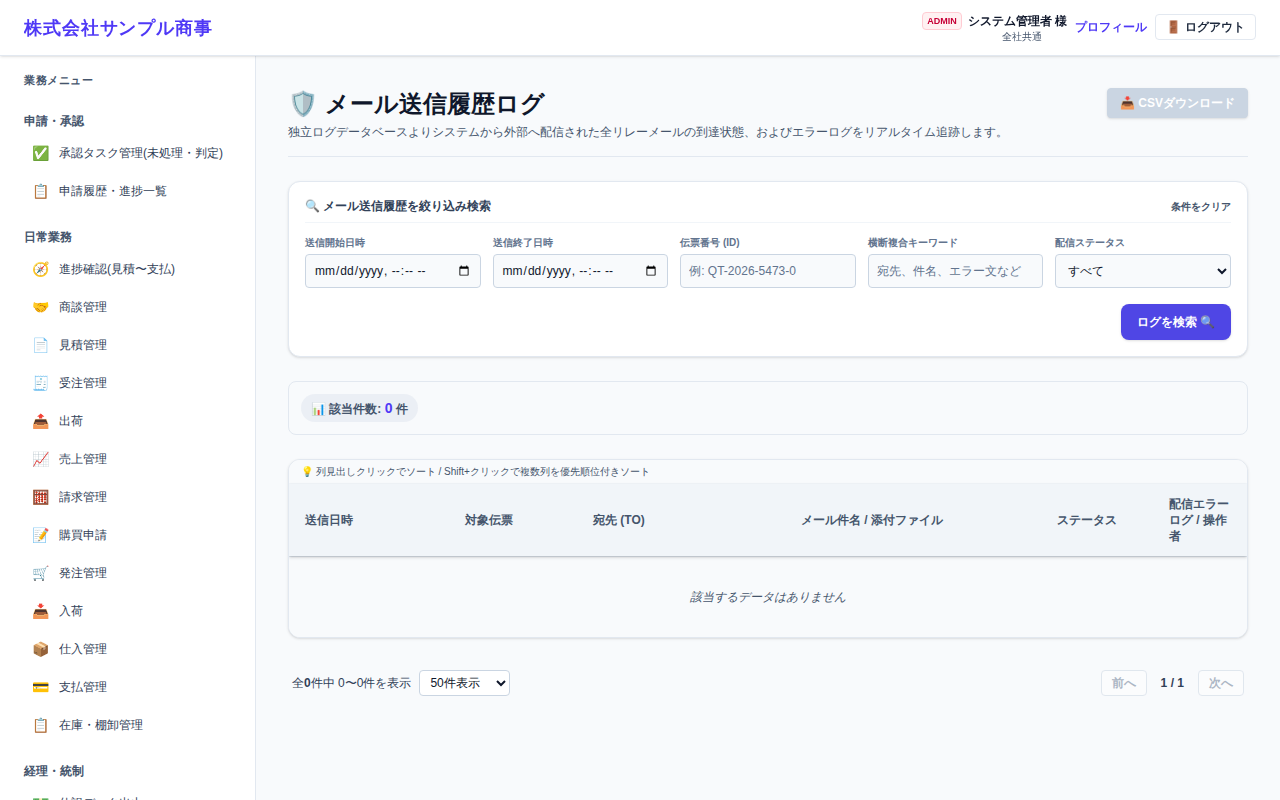 株式会社サンプル商事
ADMIN システム管理者 様
全社共通
プロフィール
🚪 ログアウト
業務メニュー
申請・承認
✅ 承認タスク管理(未処理・判定)
📋 申請履歴・進捗一覧
日常業務
🧭 進捗確認(見積〜支払)
🤝 商談管理
📄 見積管理
🧾 受注管理
📤 出荷
📈 売上管理
🧮 請求管理
📝 購買申請
🛒 発注管理
📥 入荷
📦 仕入管理
💳 支払管理
📋 在庫・棚卸管理
経理・統制
🛡️ メール送信履歴ログ
📥 CSVダウンロード
独立ログデータベースよりシステムから外部へ配信された全リレーメールの到達状態、およびエラーログをリアルタイム追跡します。
🔍 メール送信履歴を絞り込み検索
条件をクリア
送信開始日時
mm/dd/yyyy, --:-- --
送信終了日時
mm/dd/yyyy, --:-- --
伝票番号 (ID)
例: QT-2026-5473-0
横断複合キーワード
宛先、件名、エラー文など
配信ステータス
すべて
ログを検索 🔍
📊 該当件数: 0 件
💡 列見出しクリックでソート / Shift+クリックで複数列を優先順位付きソート
送信日時
対象伝票
宛先 (TO)
メール件名 / 添付ファイル
ステータス
配信エラー
ログ / 操作
者
該当するデータはありません
全0件中 0〜0件を表示
50件表示
前へ
1 / 1
次へ